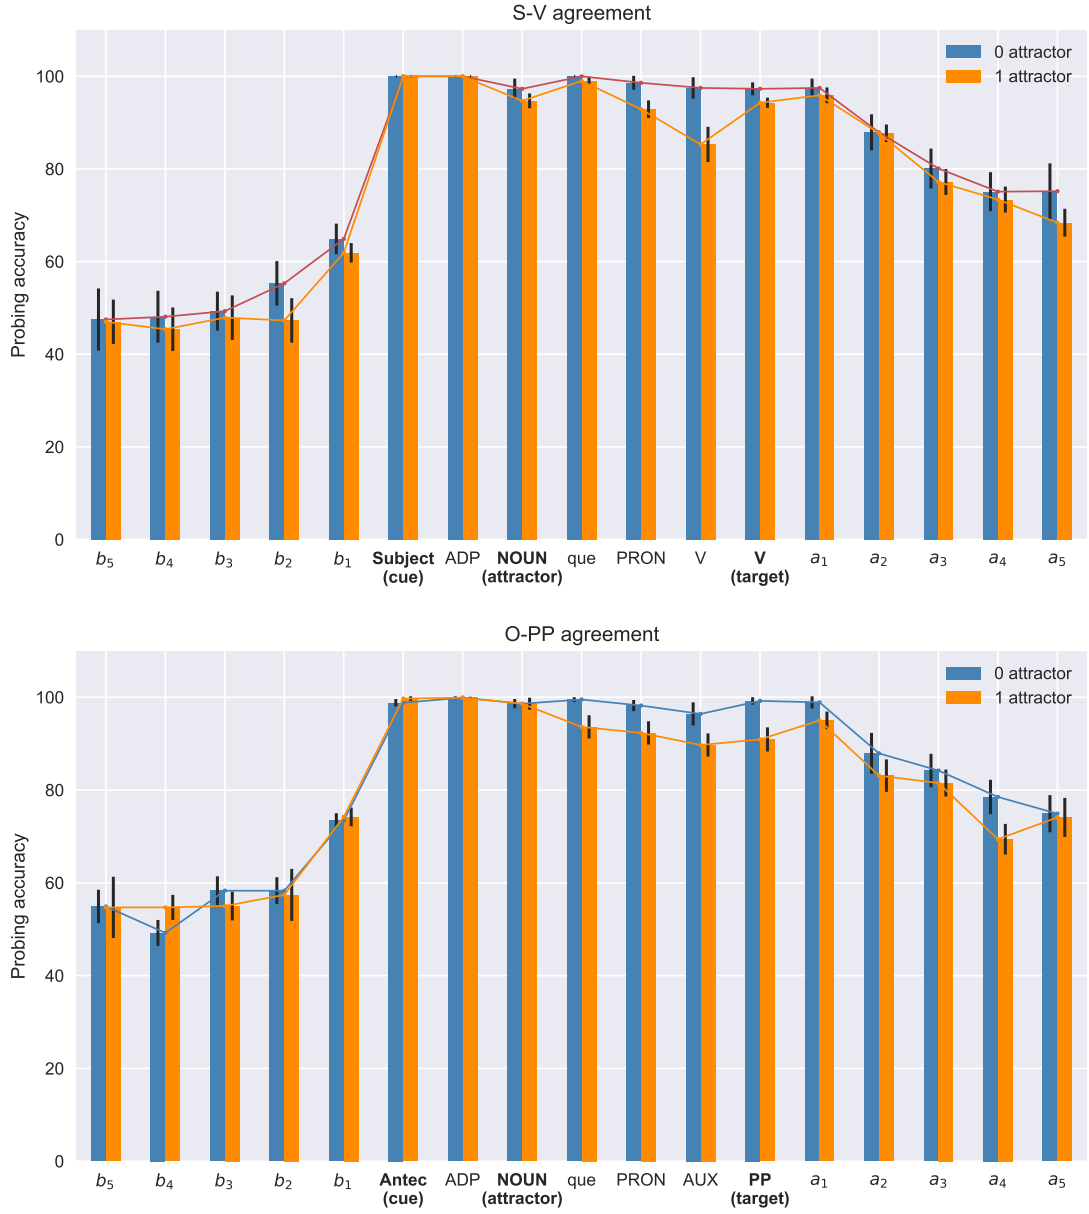 S-V agreement
0 attractor
1 attractor
100
80
60
40
20
0
Probing accuracy
b₅ b₄ b₃ b₂ b₁ Subject ADP NOUN que PRON V V a₁ a₂ a₃ a₄ a₅
(cue) (attractor) (target)
O-PP agreement
0 attractor
1 attractor
100
80
60
40
20
0
Probing accuracy
b₅ b₄ b₃ b₂ b₁ Antec ADP NOUN que PRON AUX PP a₁ a₂ a₃ a₄ a₅
(cue) (attractor) (target)